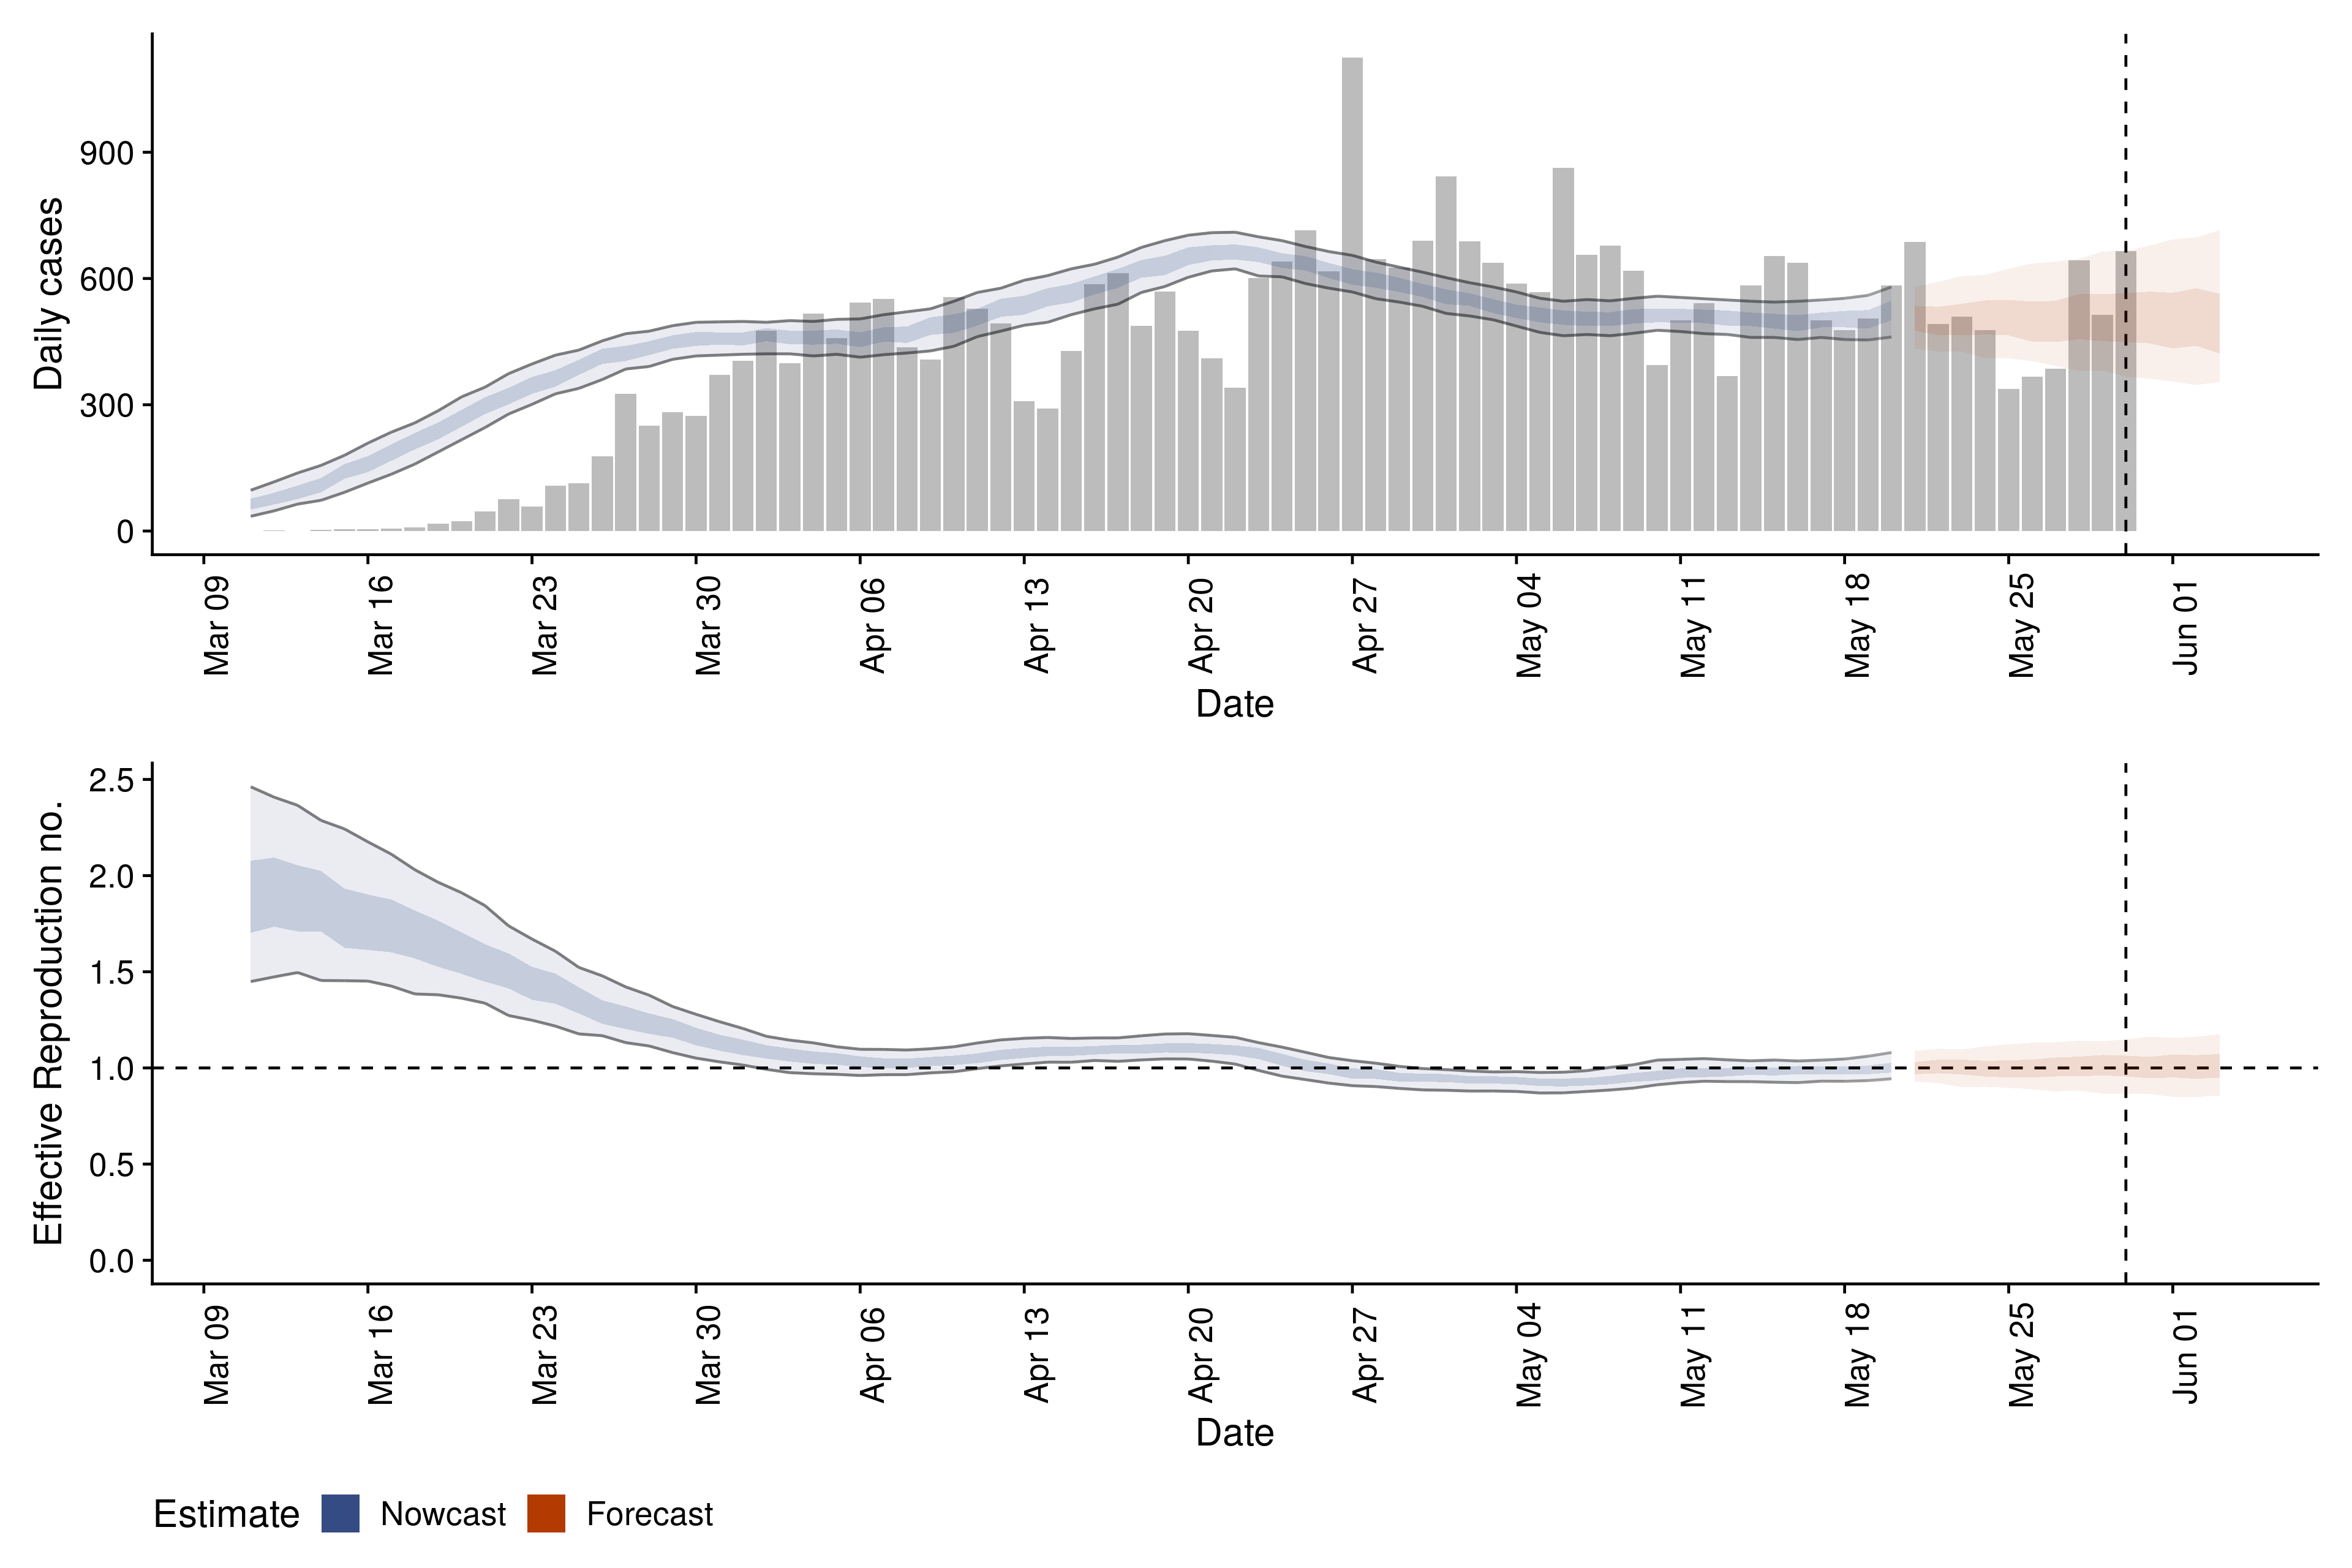 Daily cases
900
600
300
0
Mar 09
Mar 16
Mar 23
Mar 30
Apr 06
Apr 13
Apr 20
Apr 27
May 04
May 11
May 18
May 25
Jun 01
Date
Effective Reproduction no.
2.5
2.0
1.5
1.0
0.5
0.0
Mar 09
Mar 16
Mar 23
Mar 30
Apr 06
Apr 13
Apr 20
Apr 27
May 04
May 11
May 18
May 25
Jun 01
Date
Estimate Nowcast Forecast